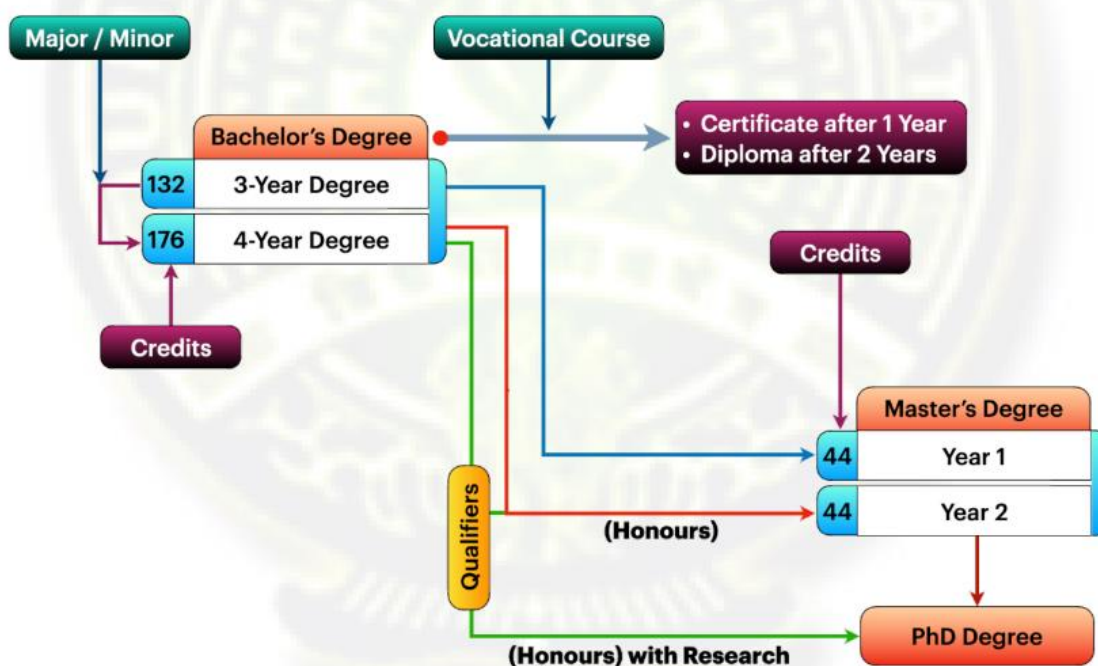 Major / Minor
Vocational Course
Bachelor's Degree
• Certificate after 1 Year
• Diploma after 2 Years
132 3-Year Degree
176 4-Year Degree
Credits
Credits
Master's Degree
44 Year 1
44 Year 2
Qualifiers
(Honours)
PhD Degree
(Honours) with Research